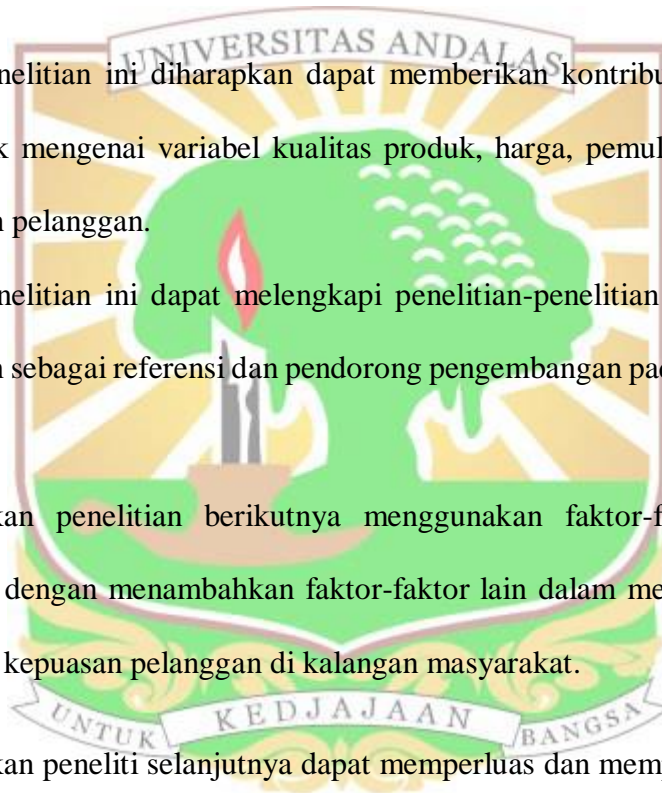 UNIVERSITAS ANDALAS
nelitian ini diharapkan dapat memberikan kontribu
k mengenai variabel kualitas produk, harga, pemul
n pelanggan.
nelitian ini dapat melengkapi penelitian-penelitian
n sebagai referensi dan pendorong pengembangan pad
kan penelitian berikutnya menggunakan faktor-f
dengan menambahkan faktor-faktor lain dalam me
kepuasan pelanggan di kalangan masyarakat.
UNTUK KEDJAJAAN BANGSA
kan peneliti selanjutnya dapat memperluas dan memp